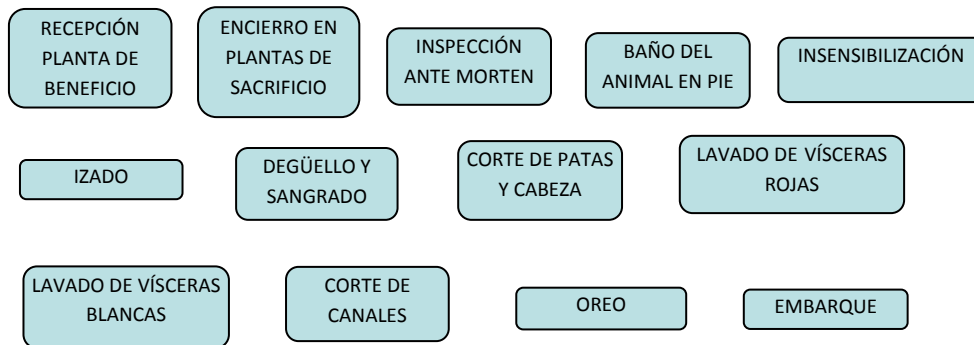 RECEPCIÓN
PLANTA DE
BENEFICIO
ENCIERRO EN
PLANTAS DE
SACRIFICIO
INSPECCIÓN
ANTE MORTEN
BAÑO DEL
ANIMAL EN PIE
INSENSIBILIZACIÓN
IZADO
DEGÜELLO Y
SANGRADO
CORTE DE PATAS
Y CABEZA
LAVADO DE VÍSCERAS
ROJAS
LAVADO DE VÍSCERAS
BLANCAS
CORTE DE
CANALES
OREO
EMBARQUE